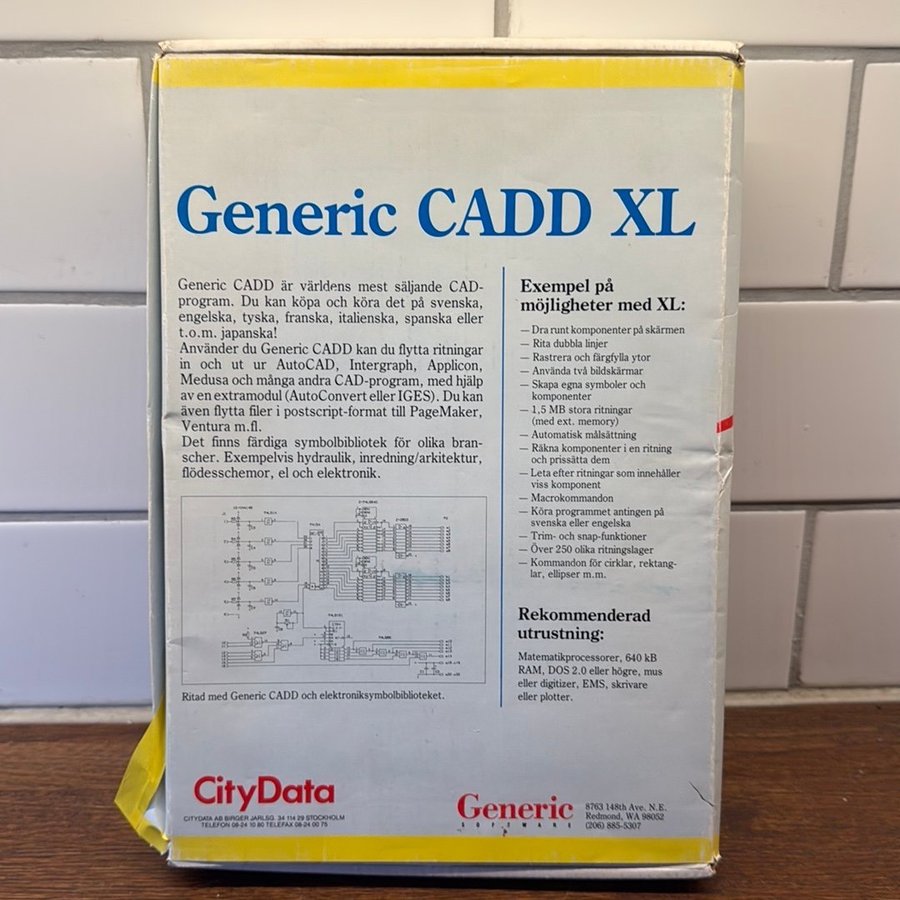 Generic CADD XL
Generic CADD är världens mest säljande CAD-
program. Du kan köpa och köra det på svenska,
engelska, tyska, franska, italienska, spanska eller
t.o.m. japanska!
Använder du Generic CADD kan du flytta ritningar
in och ut ur AutoCAD, Intergraph, Applicon,
Medusa och många andra CAD-program, med hjälp
av en extramodul (AutoConvert eller IGES). Du kan
även flytta filer i postscript-format till PageMaker,
Ventura m.fl.
Det finns färdiga symbolbibliotek för olika bran-
scher. Exempelvis hydraulik, inredning/arkitektur,
flödesschemor, el och elektronik.
Ritad med Generic CADD och elektroniksymbolbiblioteket.
Exempel på
möjligheter med XL:
— Dra runt komponenter på skärmen
— Rita dubbla linjer
— Rastrera och färgfylla ytor
— Använda två bildskärmar
— Skapa egna symboler och
komponenter
— 1,5 MB stora ritningar
(med ext. memory)
— Automatisk målsättning
— Räkna komponenter i en ritning
och prissätta dem
— Leta efter ritningar som innehåller
viss komponent
— Macrokommandon
— Köra programmet antingen på
svenska eller engelska
— Trim- och snap-funktioner
— Över 250 olika ritningslager
— Kommandon för cirklar, rektang-
lar, ellipser m.m.
Rekommenderad
utrustning:
Matematikprocessorer, 640 kB
RAM, DOS 2.0 eller högre, mus
eller digitizer, EMS, skrivare
eller plotter.
CityData
CITYDATA AB BIRGER JARLSG. 34 114 29 STOCKHOLM
TELEFON 08-24 10 80 TELEFAX 08-24 00 75
Generic
SOFTWARE
8763 148th Ave. N.E.
Redmond, WA 98052
(206) 885-5307